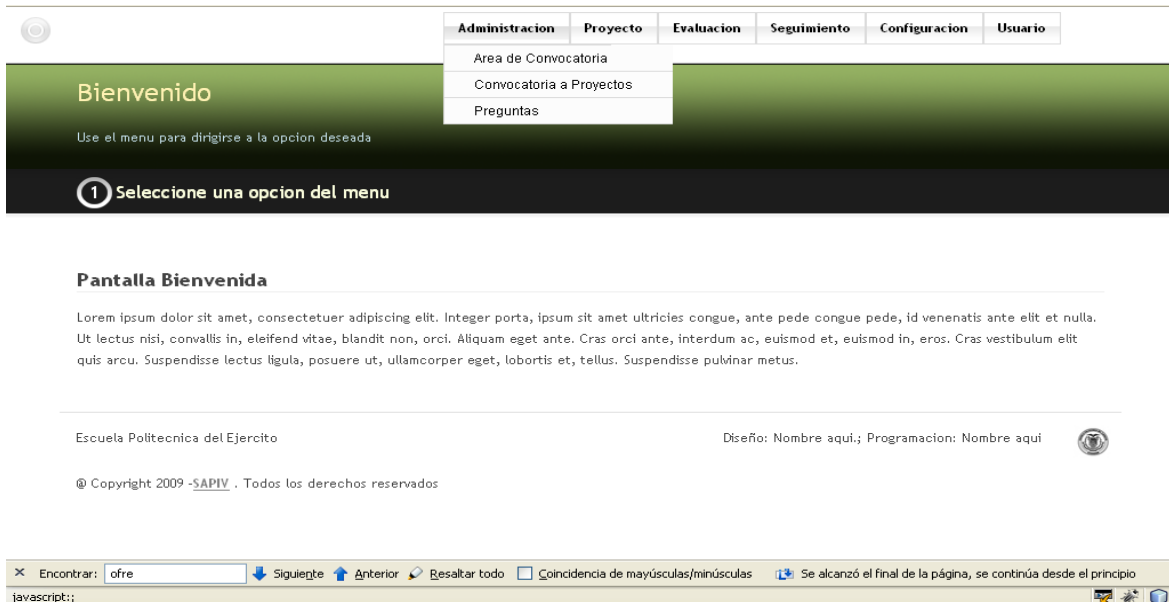 Administracion Proyecto Evaluacion Seguimiento Configuracion Usuario
Area de Convocatoria
Convocatoria a Proyectos
Preguntas
Bienvenido
Use el menu para dirigirse a la opcion deseada
1 Seleccione una opcion del menu
Pantalla Bienvenida
Lorem ipsum dolor sit amet, consectetuer adipiscing elit. Integer porta, ipsum sit amet ultricies congue, ante pede congue pede, id venenatis ante elit et nulla.
Ut lectus nisi, convallis in, eleifend vitae, blandit non, orci. Aliquam eget ante. Cras orci ante, interdum ac, euismod et, euismod in, eros. Cras vestibulum elit
quis arcu. Suspendisse lectus ligula, posuere ut, ullamcorper eget, lobortis et, tellus. Suspendisse pulvinar metus.
Escuela Politecnica del Ejercito
Diseño: Nombre aqui.; Programacion: Nombre aqui
@ Copyright 2009 -SAPIV . Todos los derechos reservados
Encontrar: ofre Siguiente Anterior Resaltar todo Coincidencia de mayúsculas/minúsculas Se alcanzó el final de la página, se continúa desde el principio
javascript:;